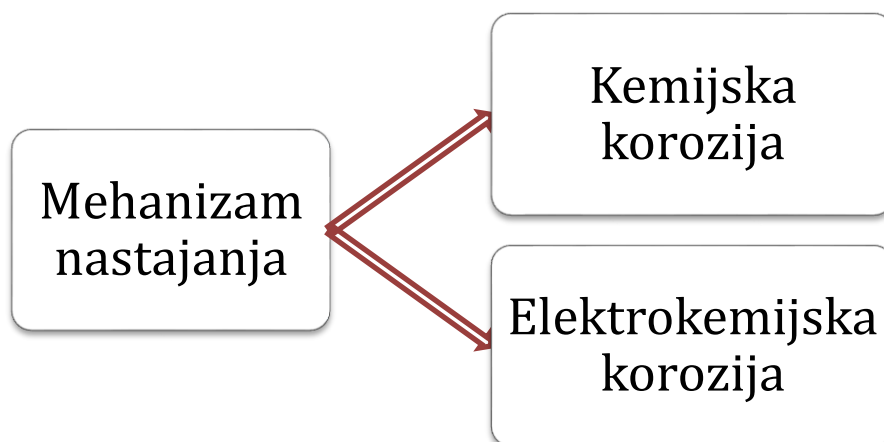 Mehanizam
nastajanja
Kemijska
korozija
Elektrokemijska
korozija